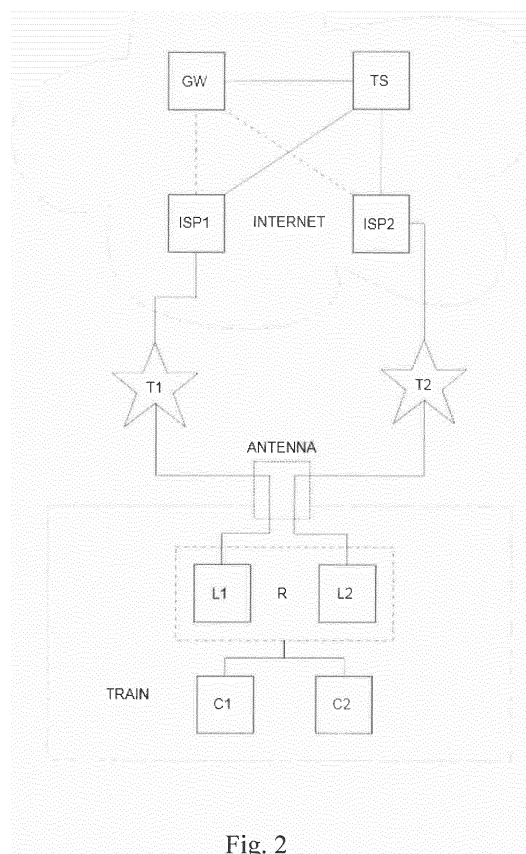 GW
TS
ISP1
INTERNET
ISP2
T1
T2
ANTENNA
L1
R
L2
TRAIN
C1
C2
Fig. 2